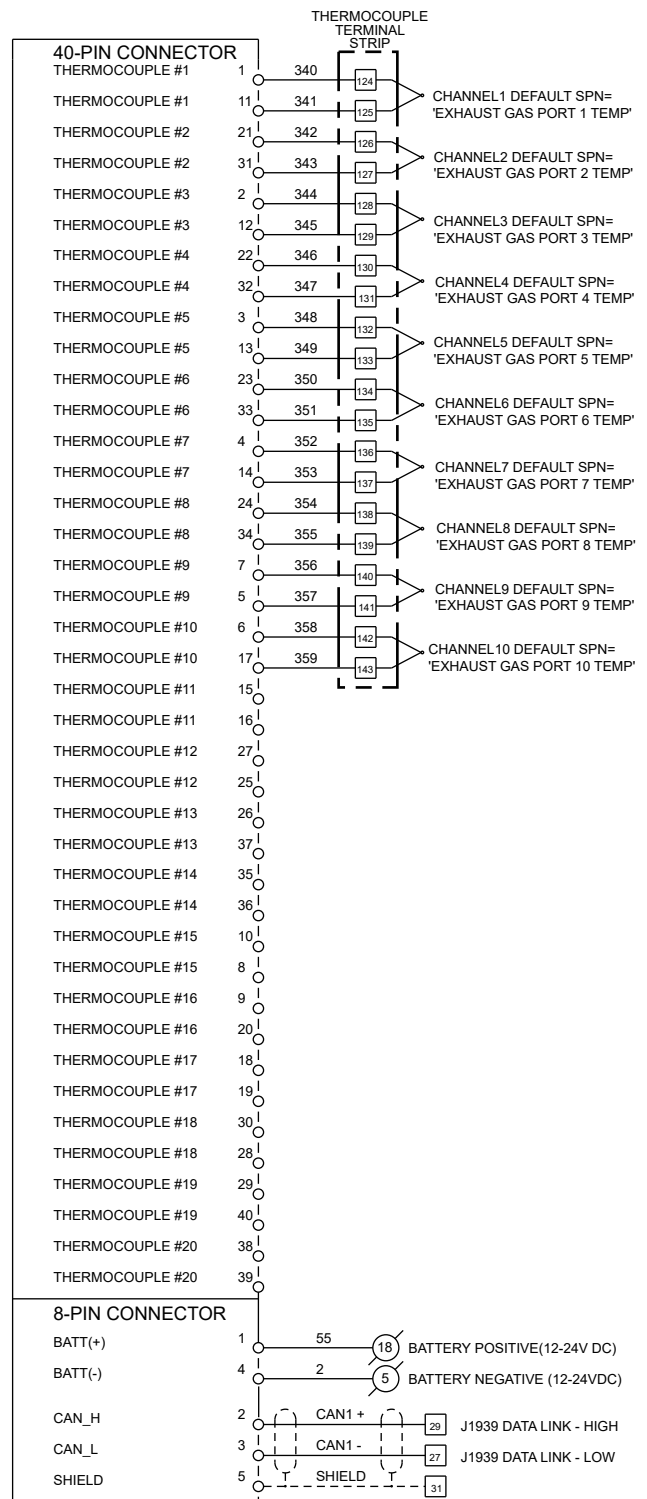 THERMOCOUPLE
TERMINAL
STRIP
40-PIN CONNECTOR
THERMOCOUPLE #1 1 340 124
CHANNEL1 DEFAULT SPN=
'EXHAUST GAS PORT 1 TEMP'
THERMOCOUPLE #1 11 341 125
THERMOCOUPLE #2 21 342 126
CHANNEL2 DEFAULT SPN=
'EXHAUST GAS PORT 2 TEMP'
THERMOCOUPLE #2 31 343 127
THERMOCOUPLE #3 2 344 128
CHANNEL3 DEFAULT SPN=
'EXHAUST GAS PORT 3 TEMP'
THERMOCOUPLE #3 12 345 129
THERMOCOUPLE #4 22 346 130
CHANNEL4 DEFAULT SPN=
'EXHAUST GAS PORT 4 TEMP'
THERMOCOUPLE #4 32 347 131
THERMOCOUPLE #5 3 348 132
CHANNEL5 DEFAULT SPN=
'EXHAUST GAS PORT 5 TEMP'
THERMOCOUPLE #5 13 349 133
THERMOCOUPLE #6 23 350 134
CHANNEL6 DEFAULT SPN=
'EXHAUST GAS PORT 6 TEMP'
THERMOCOUPLE #6 33 351 135
THERMOCOUPLE #7 4 352 136
CHANNEL7 DEFAULT SPN=
'EXHAUST GAS PORT 7 TEMP'
THERMOCOUPLE #7 14 353 137
THERMOCOUPLE #8 24 354 138
CHANNEL8 DEFAULT SPN=
'EXHAUST GAS PORT 8 TEMP'
THERMOCOUPLE #8 34 355 139
THERMOCOUPLE #9 7 356 140
CHANNEL9 DEFAULT SPN=
'EXHAUST GAS PORT 9 TEMP'
THERMOCOUPLE #9 5 357 141
THERMOCOUPLE #10 6 358 142
CHANNEL10 DEFAULT SPN=
'EXHAUST GAS PORT 10 TEMP'
THERMOCOUPLE #10 17 359 143
THERMOCOUPLE #11 15
THERMOCOUPLE #11 16
THERMOCOUPLE #12 27
THERMOCOUPLE #12 25
THERMOCOUPLE #13 26
THERMOCOUPLE #13 37
THERMOCOUPLE #14 35
THERMOCOUPLE #14 36
THERMOCOUPLE #15 10
THERMOCOUPLE #15 8
THERMOCOUPLE #16 9
THERMOCOUPLE #16 20
THERMOCOUPLE #17 18
THERMOCOUPLE #17 19
THERMOCOUPLE #18 30
THERMOCOUPLE #18 28
THERMOCOUPLE #19 29
THERMOCOUPLE #19 40
THERMOCOUPLE #20 38
THERMOCOUPLE #20 39
8-PIN CONNECTOR
BATT(+) 1 55 18 BATTERY POSITIVE(12-24V DC)
BATT(-) 4 2 5 BATTERY NEGATIVE (12-24VDC)
CAN_H 2 CAN1 + 29 J1939 DATA LINK - HIGH
CAN_L 3 CAN1 - 27 J1939 DATA LINK - LOW
SHIELD 5 SHIELD 31